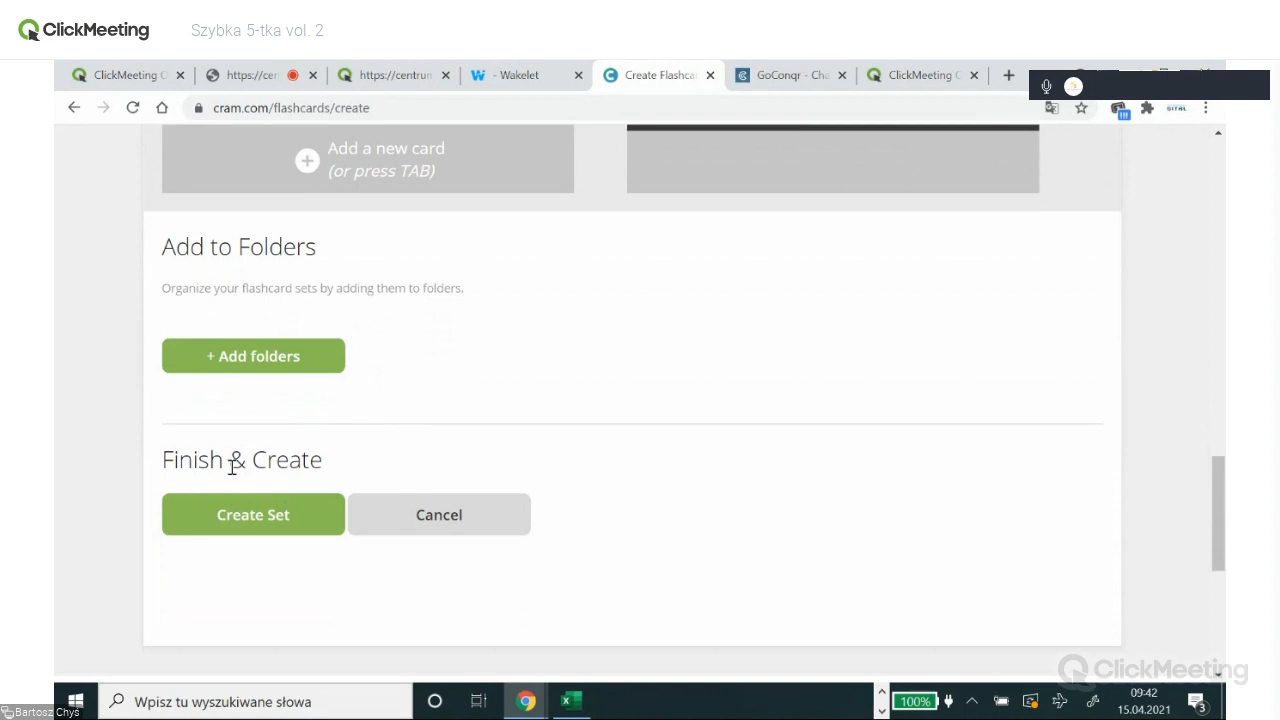 ClickMeeting
Szybka 5-tka vol. 2
ClickMeeting
https://cen
https://centrun
- Wakelet
Create Flashca
GoConqr - Cha
ClickMeeting
cram.com/flashcards/create
Add a new card
(or press TAB)
Add to Folders
Organize your flashcard sets by adding them to folders.
+ Add folders
Finish & Create
Create Set
Cancel
ClickMeeting
Wpisz tu wyszukiwane słowa
100%
09:42
15.04.2021
3
Bartosz Chys